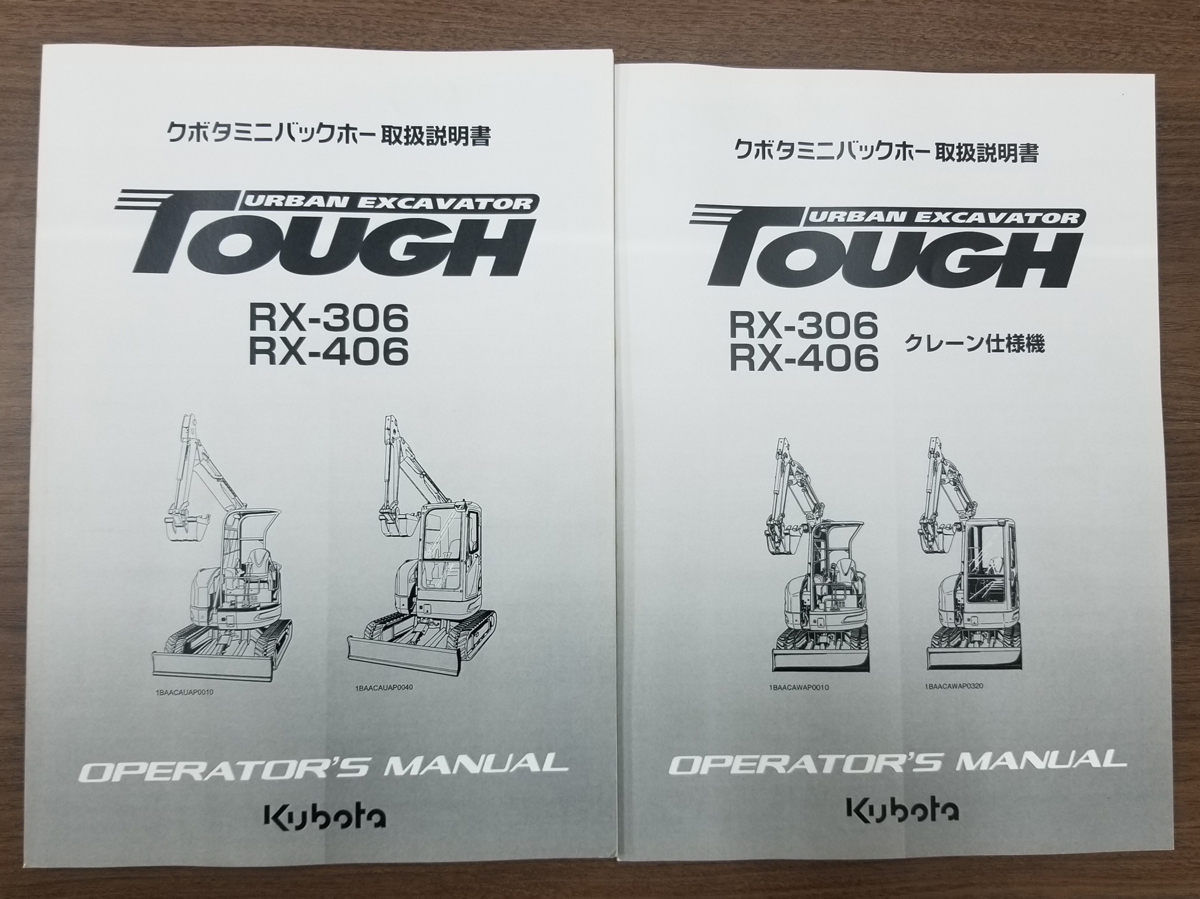 クボタミニバックホー取扱説明書
URBAN EXCAVATOR
TOUGH
RX-306
RX-406
1BAACAUAP0010
1BAACAUAP0040
OPERATOR'S MANUAL
Kubota
クボタミニバックホー取扱説明書
URBAN EXCAVATOR
TOUGH
RX-306
RX-406
クレーン仕様機
1BAACAWAP0010
1BAACAWAP0320
OPERATOR'S MANUAL
Kubota